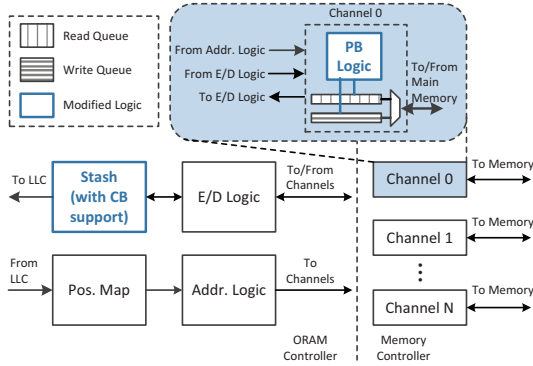 Read Queue
Write Queue
Modified Logic
Channel 0
From Addr. Logic
From E/D Logic
To E/D Logic
PB
Logic
To/From
Main
Memory
To LLC
Stash
(with CB
support)
E/D Logic
To/From
Channels
Channel 0
To Memory
Channel 1
To Memory
From
LLC
Pos. Map
Addr. Logic
To
Channels
Channel N
To Memory
ORAM
Controller
Memory
Controller